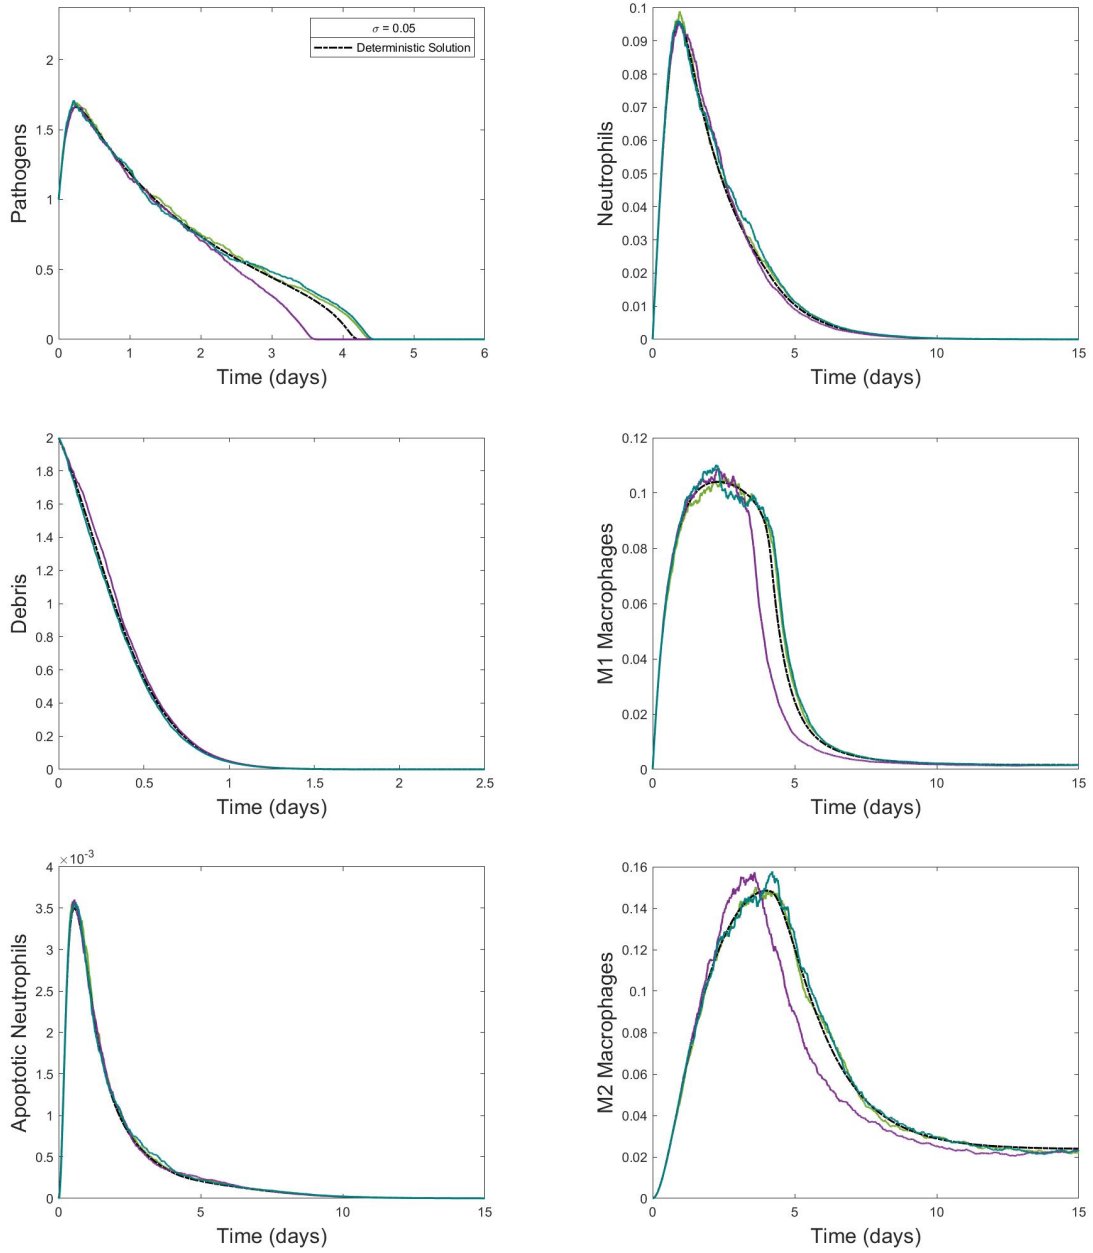 σ = 0.05
Deterministic Solution
2
1.5
1
0.5
0
Pathogens
0 1 2 3 4 5 6
Time (days)
0.1
0.09
0.08
0.07
0.06
0.05
0.04
0.03
0.02
0.01
0
Neutrophils
0 5 10 15
Time (days)
2
1.8
1.6
1.4
1.2
1
0.8
0.6
0.4
0.2
0
Debris
0 0.5 1 1.5 2 2.5
Time (days)
0.12
0.1
0.08
0.06
0.04
0.02
0
M1 Macrophages
0 5 10 15
Time (days)
×10-3
4
3.5
3
2.5
2
1.5
1
0.5
0
Apoptotic Neutrophils
0 5 10 15
Time (days)
0.16
0.14
0.12
0.1
0.08
0.06
0.04
0.02
0
M2 Macrophages
0 5 10 15
Time (days)